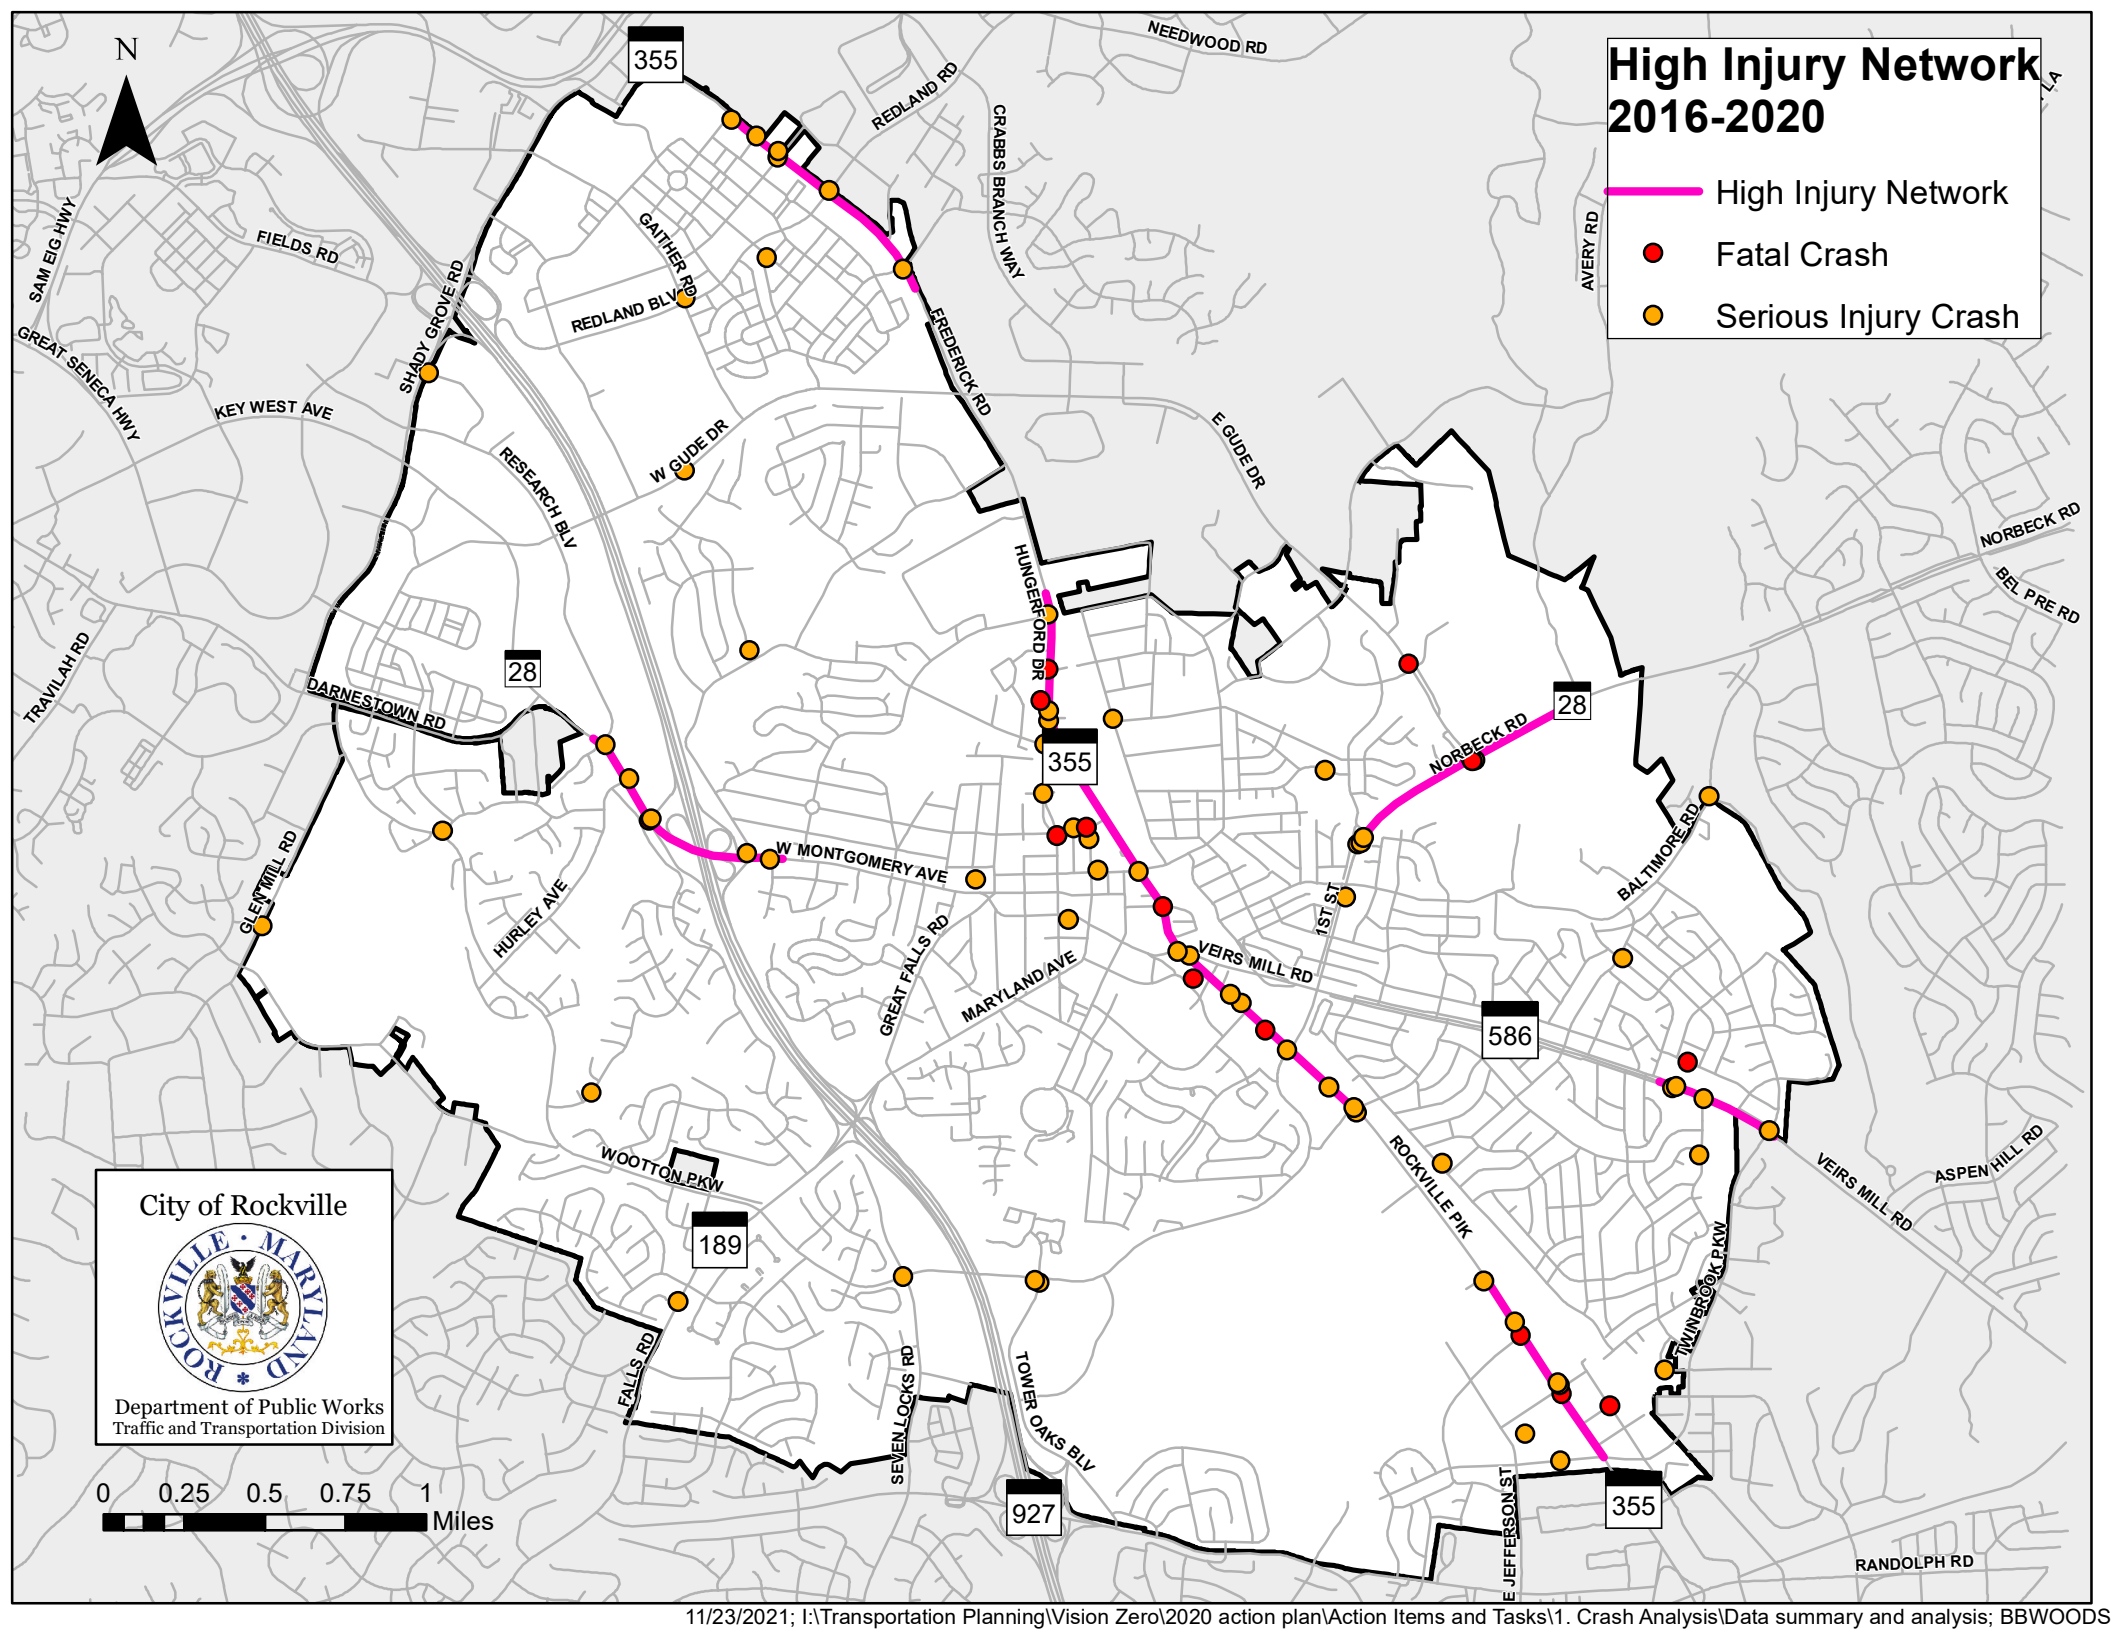 N
355
NEEDWOOD RD
REDLAND RD
CRABBS BRANCH WAY
High Injury Network
2016-2020
High Injury Network
Fatal Crash
Serious Injury Crash
LA
AVERY RD
SAM EIG HWY
FIELDS RD
GAITHER RD
REDLAND BLV
SHADY GROVE RD
GREAT SENECA HWY
FREDERICK RD
KEY WEST AVE
W GUDE DR
E GUDE DR
RESEARCH BLV
NORBECK RD
BEL PRE RD
HUNGERFORD DR
TRAVILAH RD
28
DARNESTOWN RD
28
NORBECK RD
355
BALTIMORE RD
GLEN MILL RD
W MONTGOMERY AVE
HURLEY AVE
1ST ST
GREAT FALLS RD
MARYLAND AVE
VEIRS MILL RD
586
ROCKVILLE PIK
WOOTTON PKW
ASPEN HILL RD
VEIRS MILL RD
189
TWINBROOK PKW
City of Rockville
ROCKVILLE • MARYLAND
Department of Public Works
Traffic and Transportation Division
FALLS RD
SEVEN LOCKS RD
TOWER OAKS BLV
0 0.25 0.5 0.75 1
Miles
927
E JEFFERSON ST
355
RANDOLPH RD
11/23/2021; I:\Transportation Planning\Vision Zero\2020 action plan\Action Items and Tasks\1. Crash Analysis\Data summary and analysis; BBWOODS